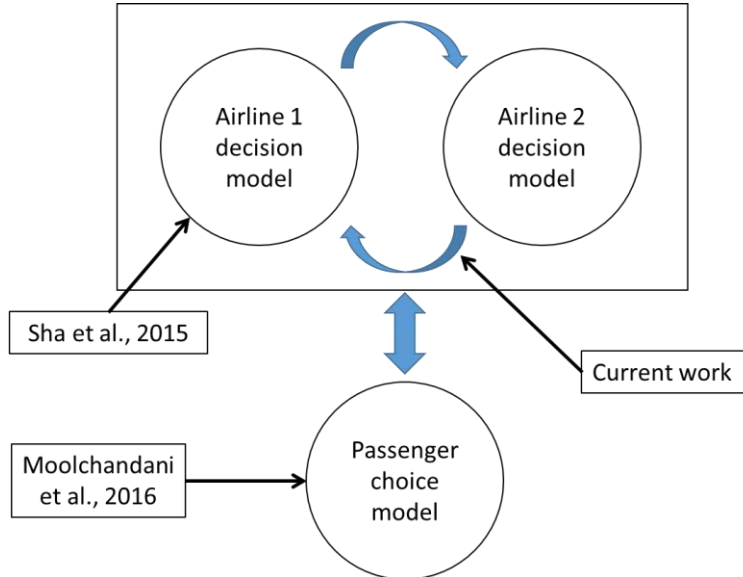 Airline 1
decision
model
Airline 2
decision
model
Sha et al., 2015
Current work
Moolchandani
et al., 2016
Passenger
choice
model